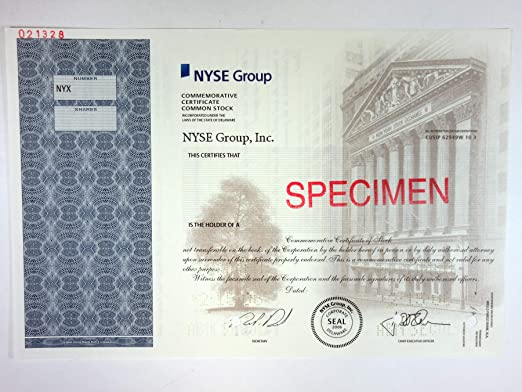 021328
NUMBER
NYX
SHARES
NYSE Group
COMMEMORATIVE
CERTIFICATE
COMMON STOCK
INCORPORATED UNDER THE
LAWS OF THE STATE OF DELAWARE
NYSE Group, Inc.
THIS CERTIFIES THAT
CUSIP 62949W 10 3
SPECIMEN
IS THE HOLDER OF A
Commemorative Certificate of Stock
not transferable on the books of the Corporation by the holder hereof in person or by duly authorized attorney
upon surrender of this certificate properly endorsed. This is a commemorative certificate and not valid for any
other purpose.
Witness the facsimile seal of the Corporation and the facsimile signatures of its duly authorized officers.
Dated:
NYSE Group, Inc.
CORPORATE
SEAL
2006
DELAWARE
SECRETARY
CHIEF EXECUTIVE OFFICER